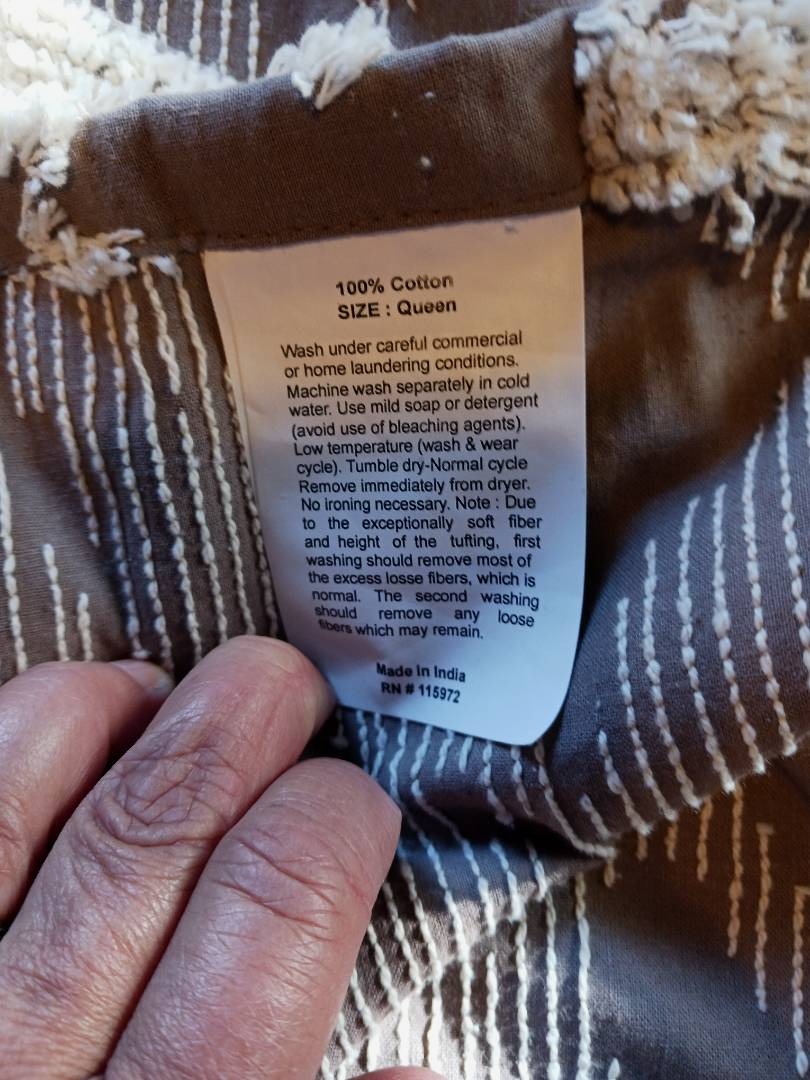 100% Cotton
SIZE : Queen
Wash under careful commercial
or home laundering conditions.
Machine wash separately in cold
water. Use mild soap or detergent
(avoid use of bleaching agents).
Low temperature (wash & wear
cycle). Tumble dry-Normal cycle
Remove immediately from dryer.
No ironing necessary. Note : Due
to the exceptionally soft fiber
and height of the tufting, first
washing should remove most of
the excess losse fibers, which is
normal. The second washing
should remove any loose
fibers which may remain.
Made in India
RN # 115972